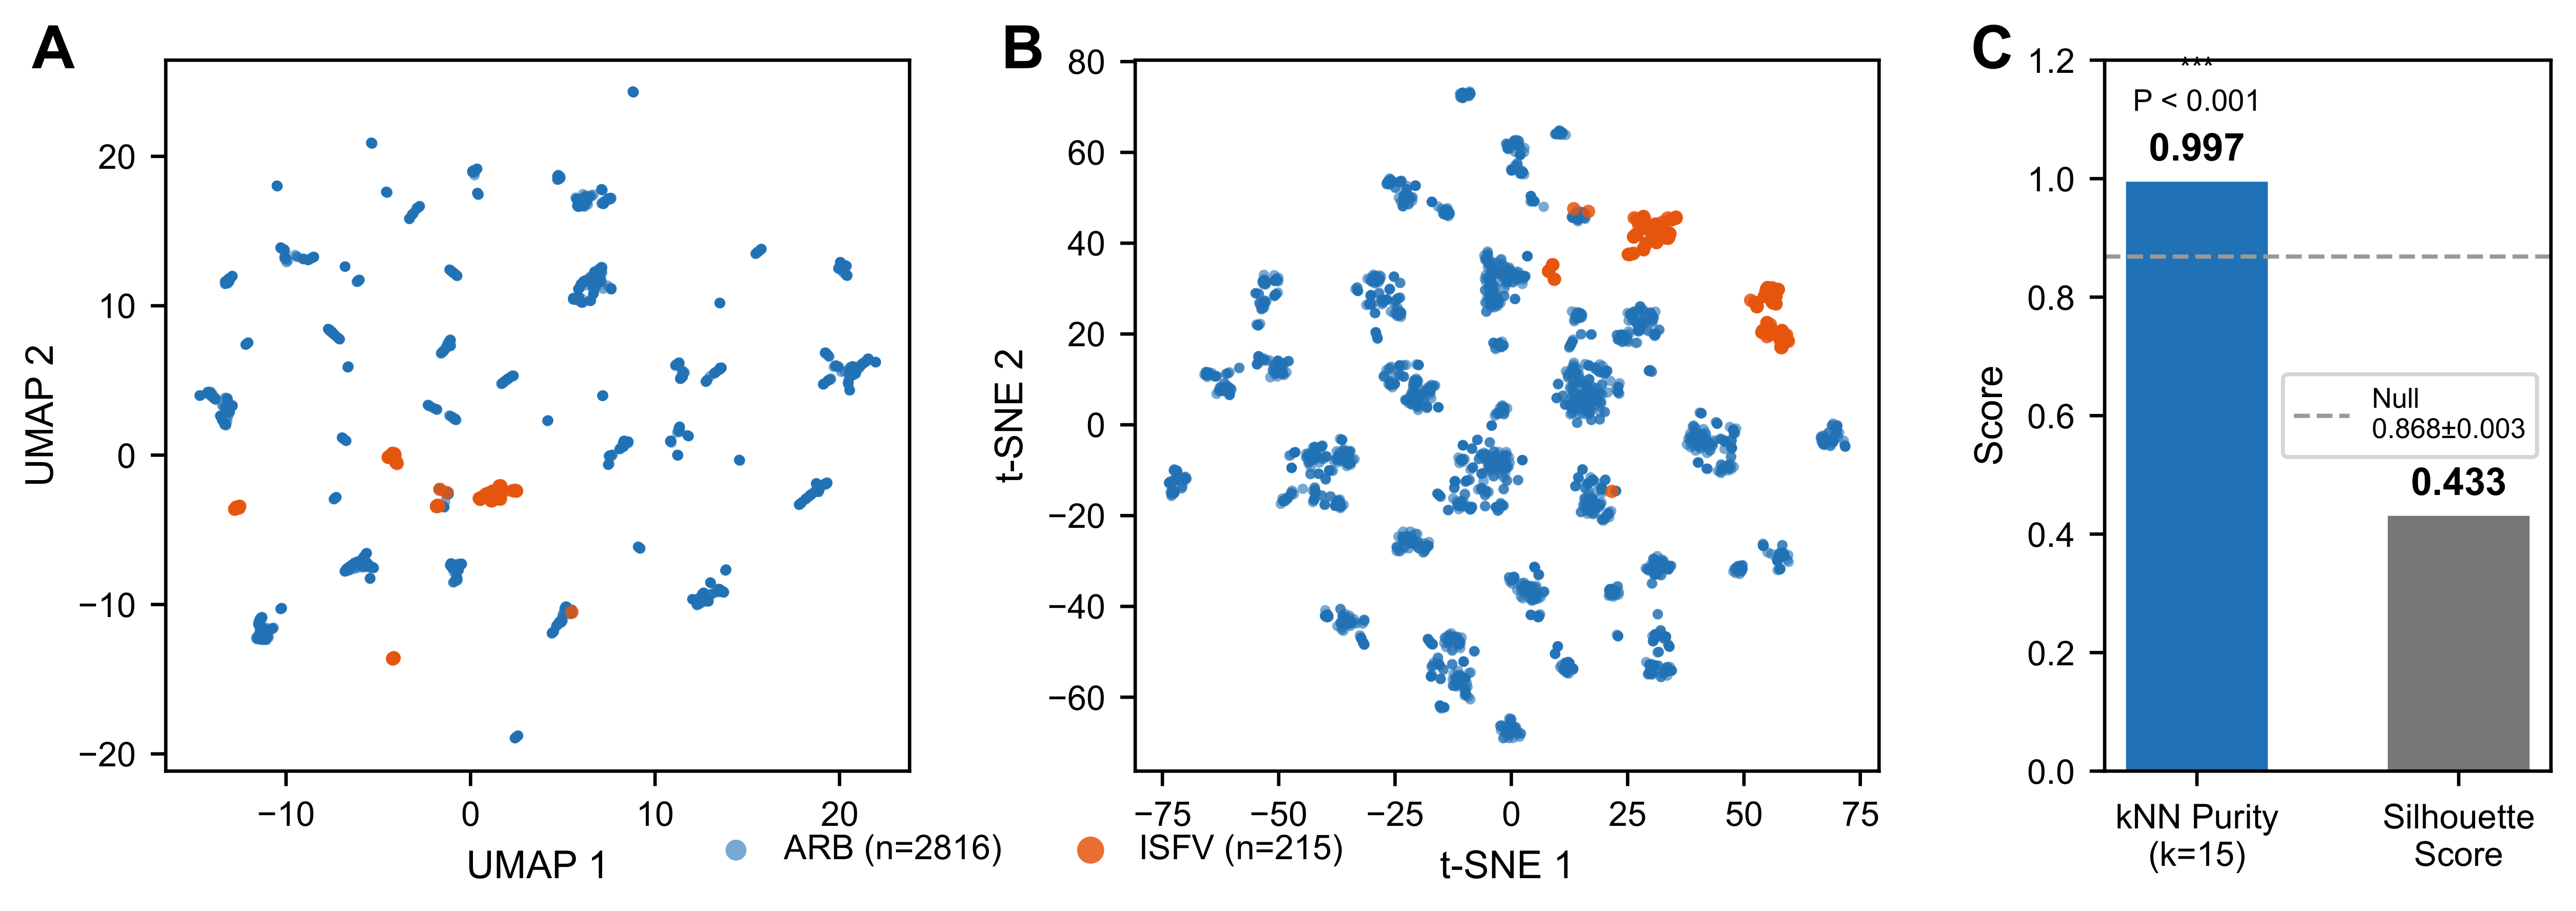 A
20
10
0
−10
−20
UMAP 2
−10
0
10
20
UMAP 1
B
80
60
40
20
0
−20
−40
−60
t-SNE 2
−75
−50
−25
0
25
50
75
t-SNE 1
ARB (n=2816)
ISFV (n=215)
C
1.2
1.0
0.8
0.6
0.4
0.2
0.0
Score
***
P < 0.001
0.997
Null
0.868±0.003
0.433
kNN Purity
(k=15)
Silhouette
Score